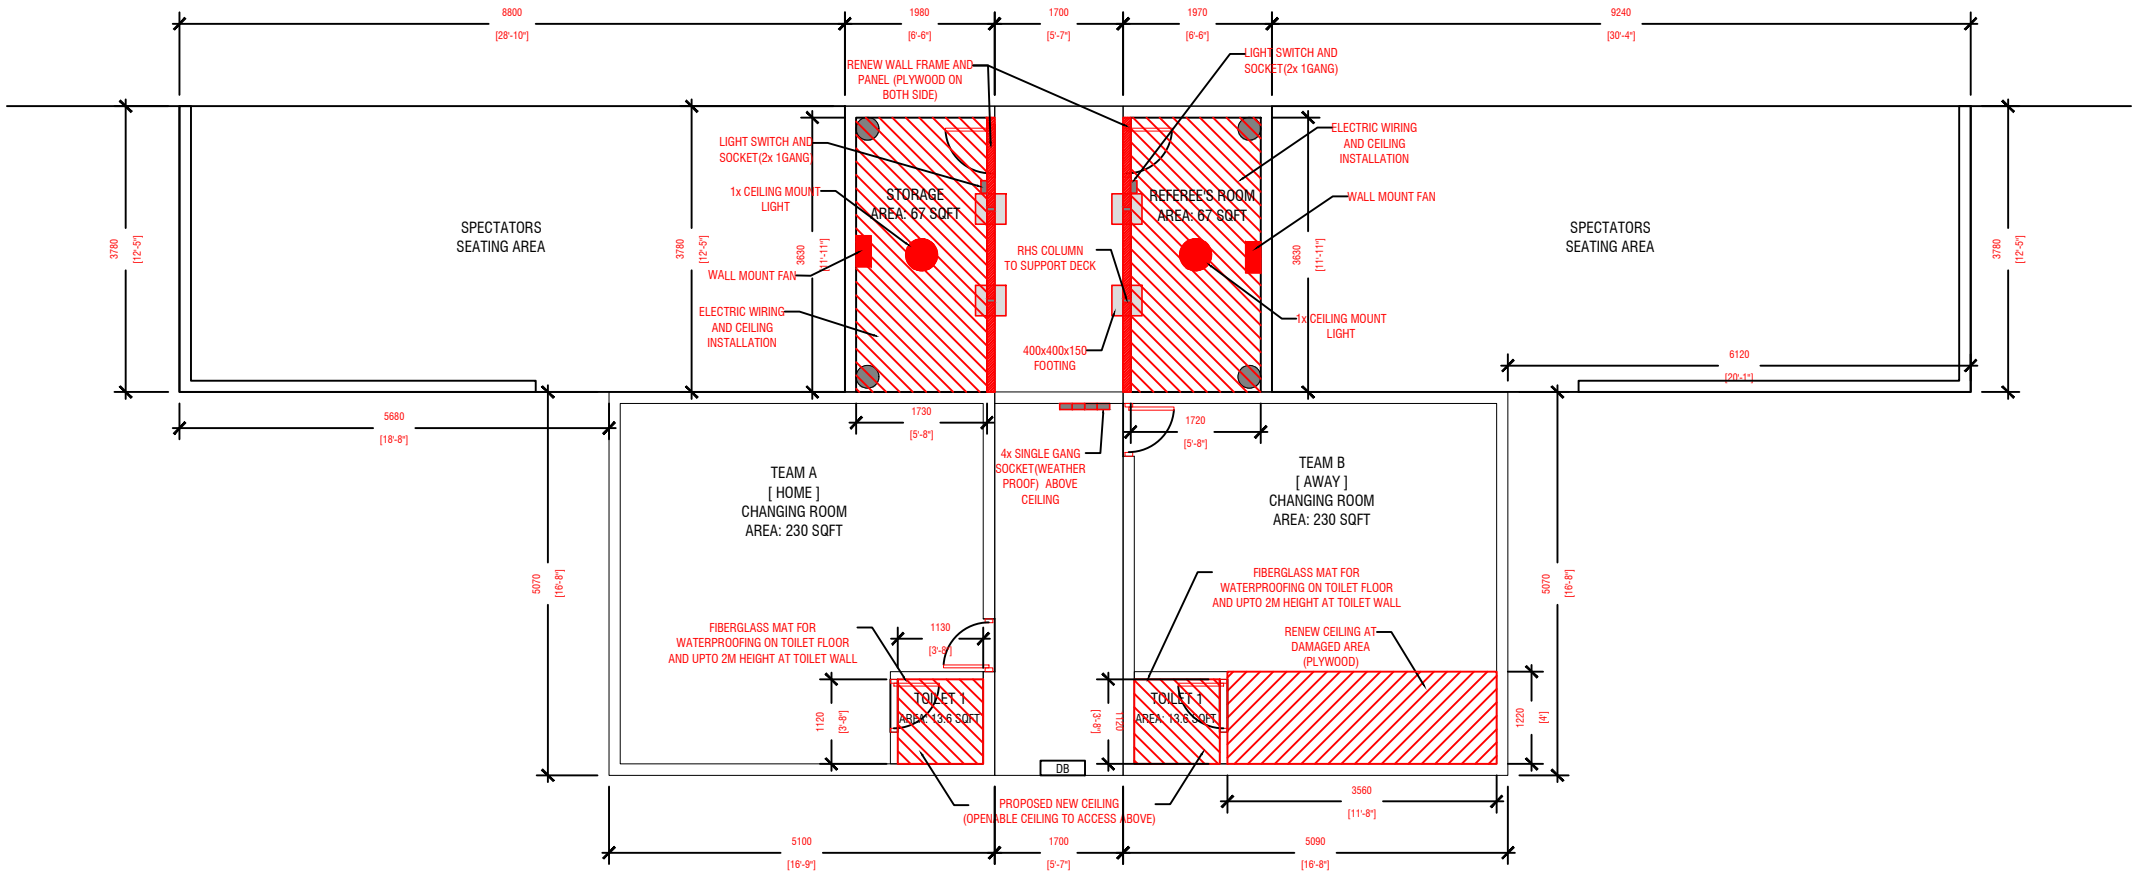 8800
[28'-10"]
1980
[6'-6"]
1700
[5'-7"]
1970
[6'-6"]
9240
[30'-4"]
RENEW WALL FRAME AND
PANEL (PLYWOOD ON
BOTH SIDE)
LIGHT SWITCH AND
SOCKET(2x 1GANG)
LIGHT SWITCH AND
SOCKET(2x 1GANG)
1x CEILING MOUNT
LIGHT
WALL MOUNT FAN
ELECTRIC WIRING
AND CEILING
INSTALLATION
ELECTRIC WIRING
AND CEILING
INSTALLATION
WALL MOUNT FAN
1x CEILING MOUNT
LIGHT
STORAGE
AREA: 67 SQFT
REFEREE'S ROOM
AREA: 67 SQFT
SPECTATORS
SEATING AREA
SPECTATORS
SEATING AREA
3780
[12'-5"]
3780
[12'-5"]
3630
[11'-11"]
3630
[11'-11"]
3780
[12'-5"]
RHS COLUMN
TO SUPPORT DECK
400x400x150
FOOTING
6120
[20'-1"]
5680
[18'-8"]
1730
[5'-8"]
1720
[5'-8"]
4x SINGLE GANG
SOCKET(WEATHER
PROOF) ABOVE
CEILING
TEAM A
[ HOME ]
CHANGING ROOM
AREA: 230 SQFT
TEAM B
[ AWAY ]
CHANGING ROOM
AREA: 230 SQFT
5070
[16'-8"]
5070
[16'-8"]
FIBERGLASS MAT FOR
WATERPROOFING ON TOILET FLOOR
AND UPTO 2M HEIGHT AT TOILET WALL
FIBERGLASS MAT FOR
WATERPROOFING ON TOILET FLOOR
AND UPTO 2M HEIGHT AT TOILET WALL
1130
[3'-8"]
RENEW CEILING AT
DAMAGED AREA
(PLYWOOD)
1120
[3'-8"]
TOILET 1
AREA: 13.6 SQFT
1120
[3'-8"]
TOILET 1
AREA: 13.6 SQFT
1220
[4']
DB
PROPOSED NEW CEILING
(OPENABLE CEILING TO ACCESS ABOVE)
3560
[11'-8"]
5100
[16'-9"]
1700
[5'-7"]
5090
[16'-8"]